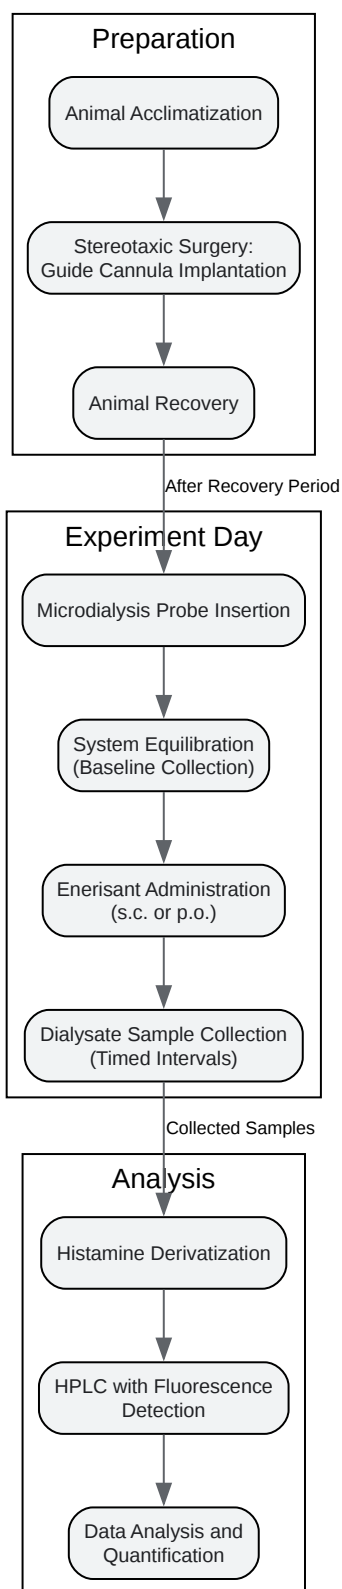 Preparation
Animal Acclimatization
Stereotaxic Surgery:
Guide Cannula Implantation
Animal Recovery
After Recovery Period
Experiment Day
Microdialysis Probe Insertion
System Equilibration
(Baseline Collection)
Enerisant Administration
(s.c. or p.o.)
Dialysate Sample Collection
(Timed Intervals)
Collected Samples
Analysis
Histamine Derivatization
HPLC with Fluorescence
Detection
Data Analysis and
Quantification